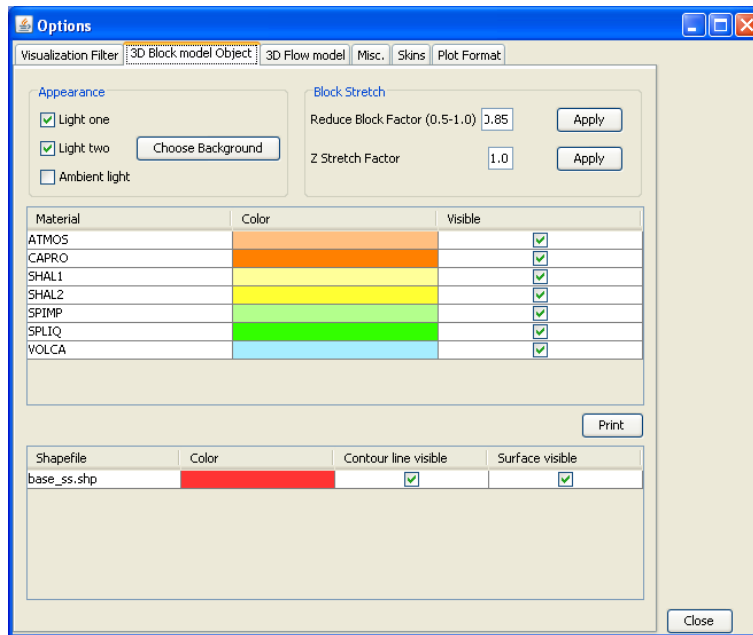 Options
Visualization Filter 3D Block model Object 3D Flow model Misc. Skins Plot Format
Appearance Block Stretch
Light one Reduce Block Factor (0.5-1.0) 0.85 Apply
Light two Choose Background Z Stretch Factor 1.0 Apply
Ambient light
Material Color Visible
ATMOS
CAPRO
SHAL1
SHAL2
SPIMP
SPLIQ
VOLCA
Print
Shapefile Color Contour line visible Surface visible
base_ss.shp
Close